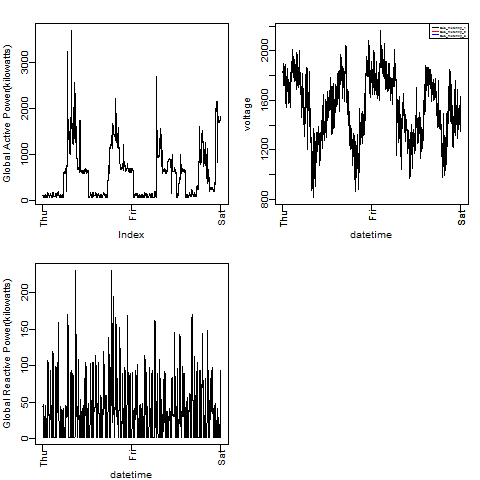 Global Active Power(kilowatts)
0
1000
2000
3000
Thu
Fri
Sat
Index
voltage
800
1200
1600
2000
Thu
Fri
Sat
datetime
Global Reactive Power(kilowatts)
0
50
100
150
200
Thu
Fri
Sat
datetime